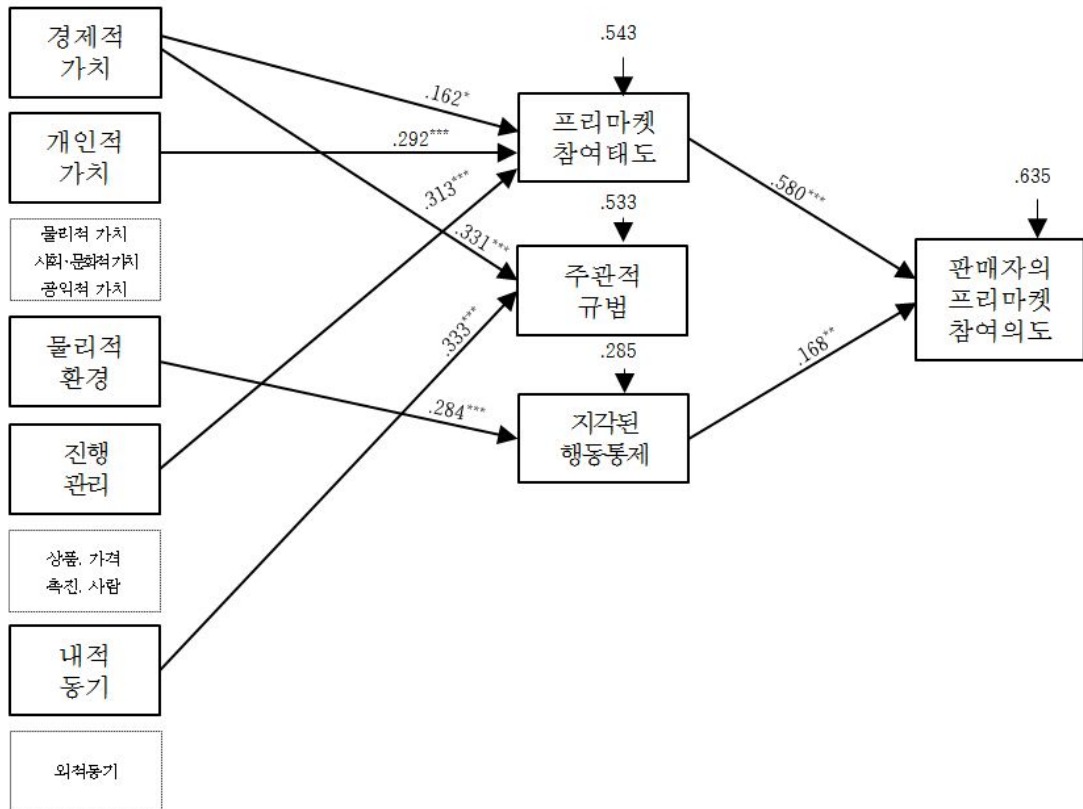 경제적
가치
개인적
가치
물리적 가치
사회·문화적가치
공익적 가치
물리적
환경
진행
관리
상품, 가격
촉진, 사람
내적
동기
외적동기
.162*
.292***
.313***
.331***
.333***
.284***
.543
프리마켓
참여태도
.533
주관적
규범
.285
지각된
행동통제
.580***
.168**
.635
판매자의
프리마켓
참여의도